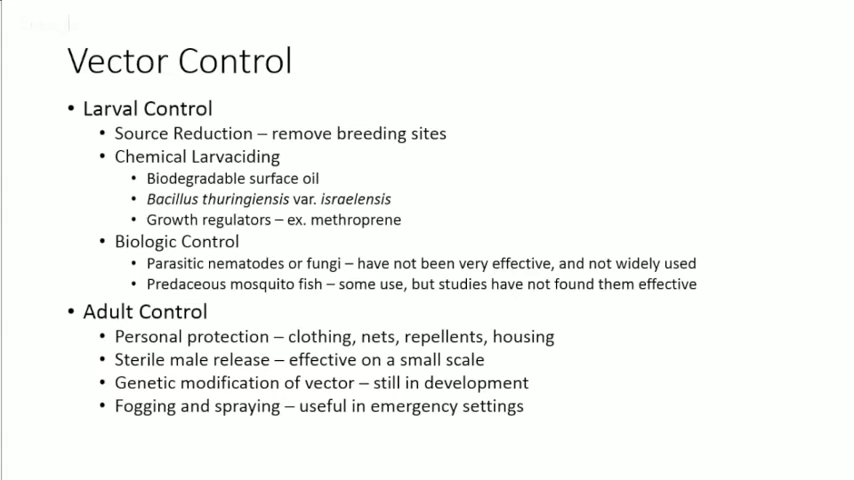 Vector Control
• Larval Control
• Source Reduction – remove breeding sites
• Chemical Larvaciding
• Biodegradable surface oil
• Bacillus thuringiensis var. israelensis
• Growth regulators – ex. methroprene
• Biologic Control
• Parasitic nematodes or fungi – have not been very effective, and not widely used
• Predaceous mosquito fish – some use, but studies have not found them effective
• Adult Control
• Personal protection – clothing, nets, repellents, housing
• Sterile male release – effective on a small scale
• Genetic modification of vector – still in development
• Fogging and spraying – useful in emergency settings